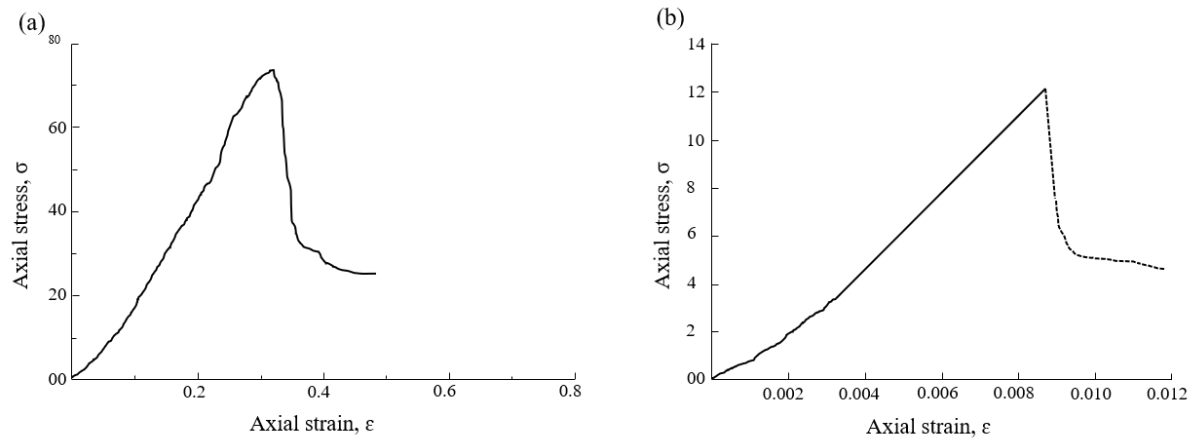 (a)
80
60
40
20
00
0.2 0.4 0.6 0.8
Axial stress, σ
Axial strain, ε
(b)
14
12
10
8
6
4
2
00
0.002 0.004 0.006 0.008 0.010 0.012
Axial stress, σ
Axial strain, ε